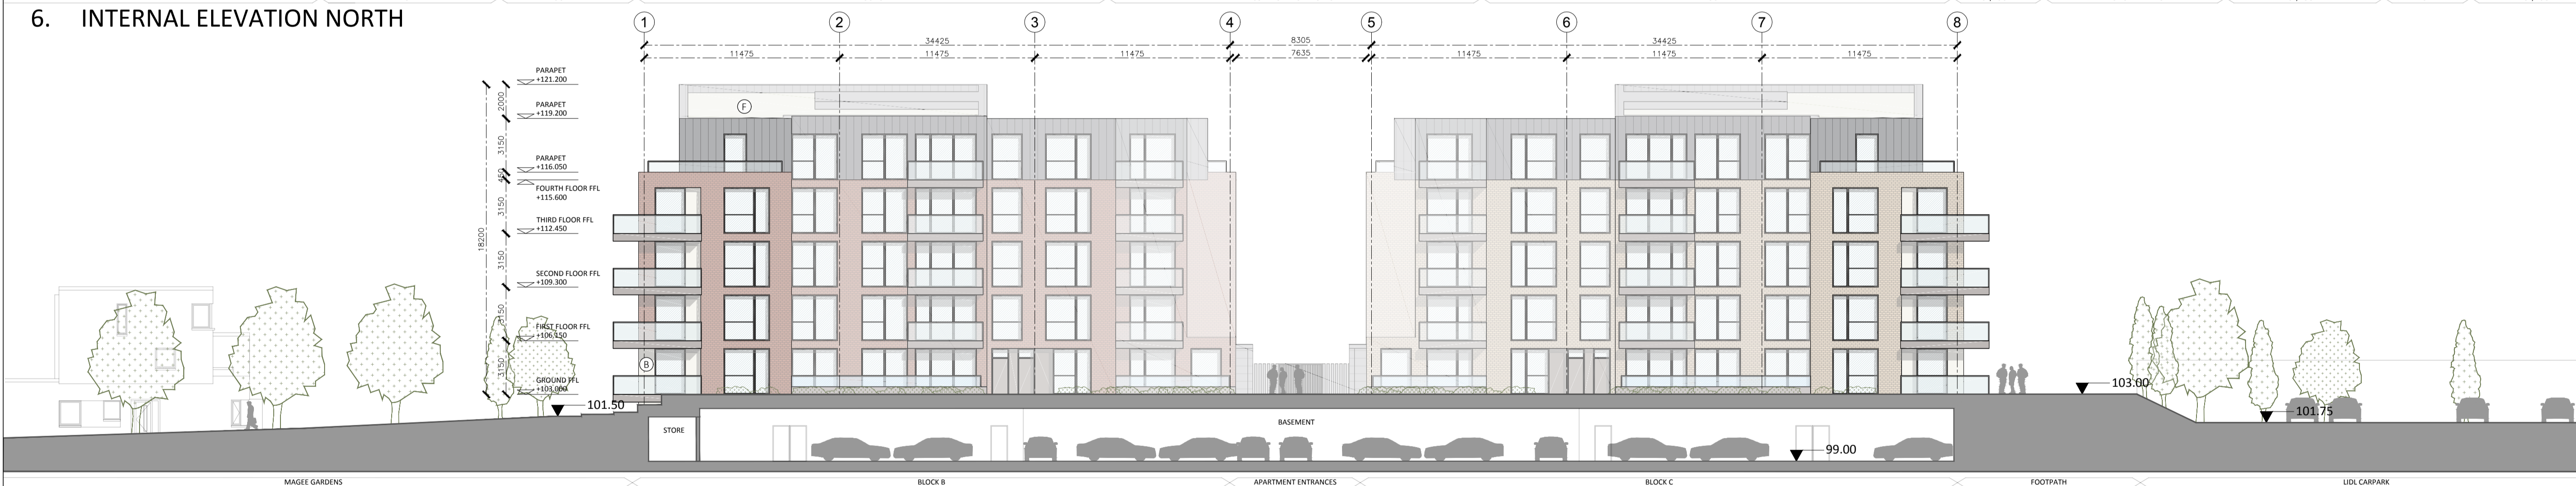 6. INTERNAL ELEVATION NORTH
1 2 3 4 5 6 7 8
34425 8305 34425
11475 11475 11475 7635 11475 11475 11475
PARAPET
+121.200
2000
PARAPET
+119.200
3150
PARAPET
+116.050
450
FOURTH FLOOR FFL
+115.600
3150
THIRD FLOOR FFL
+112.450
18200
3150
SECOND FLOOR FFL
+109.300
3150
FIRST FLOOR FFL
+106.150
3150
GROUND FFL
+103.000
F
B
101.50
103.00
101.75
STORE
BASEMENT
99.00
MAGEE GARDENS BLOCK B APARTMENT ENTRANCES BLOCK C FOOTPATH LIDL CARPARK